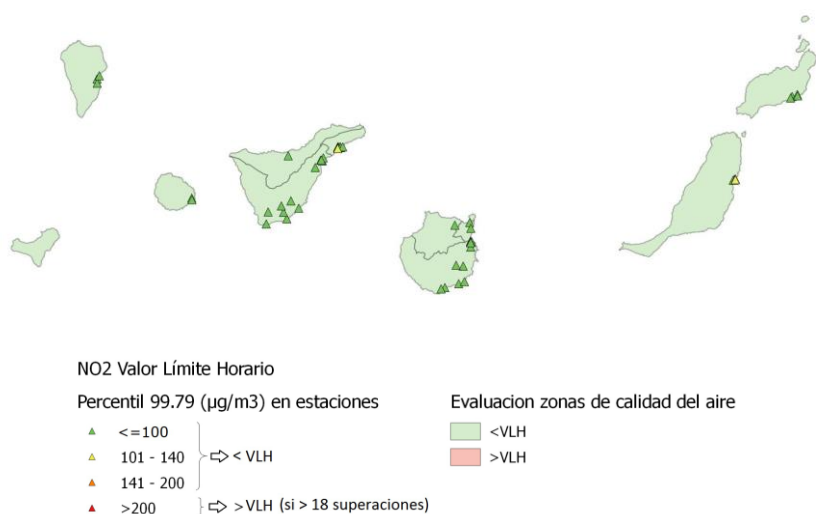 NO2 Valor Límite Horario
Percentil 99.79 (µg/m3) en estaciones
<=100
101 - 140
< VLH
141 - 200
>200
>VLH (si > 18 superaciones)
Evaluacion zonas de calidad del aire
<VLH
>VLH